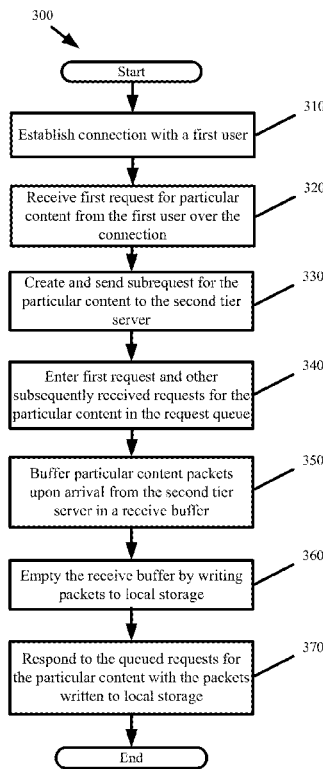 300
Start
310
Establish connection with a first user
320
Receive first request for particular
content from the first user over the
connection
330
Create and send subrequest for the
particular content to the second tier
server
340
Enter first request and other
subsequently received requests for the
particular content in the request queue
350
Buffer particular content packets
upon arrival from the second tier
server in a receive buffer
360
Empty the receive buffer by writing
packets to local storage
370
Respond to the queued requests for
the particular content with the packets
written to local storage
End